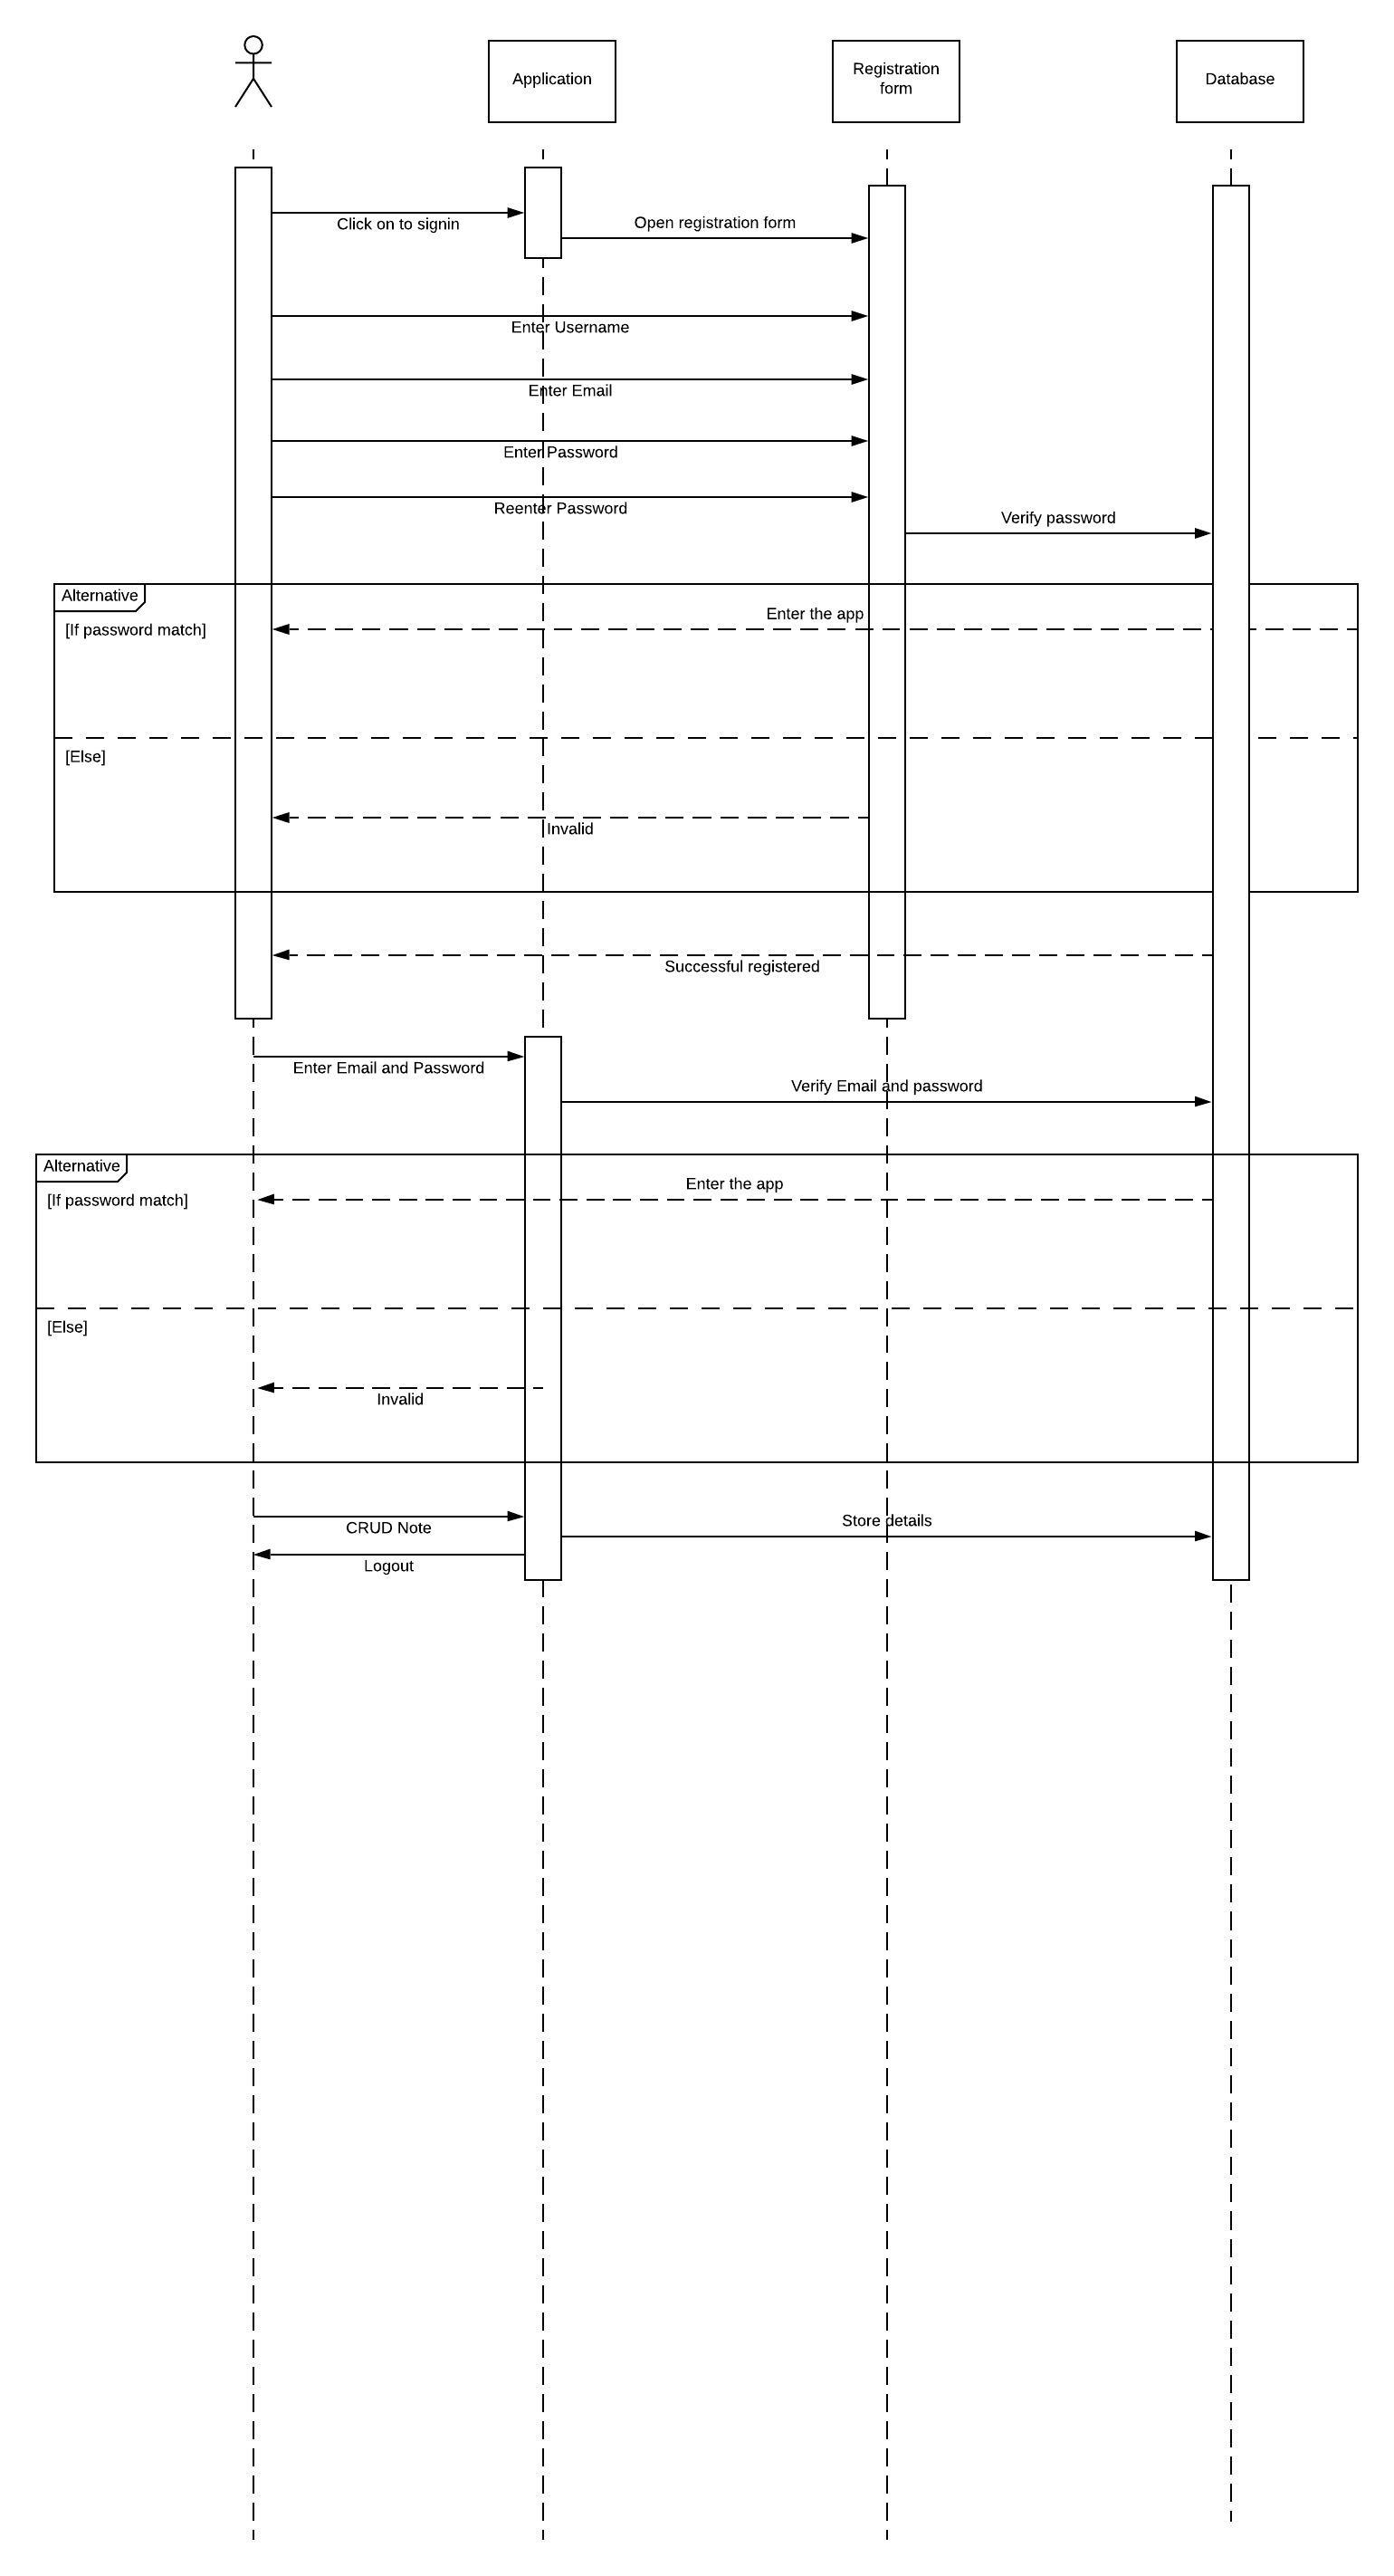 Application
Registration
form
Database
Click on to signin
Open registration form
Enter Username
Enter Email
Enter Password
Reenter Password
Verify password
Alternative
Enter the app
[If password match]
[Else]
Invalid
Successful registered
Enter Email and Password
Verify Email and password
Alternative
Enter the app
[If password match]
[Else]
Invalid
Store details
CRUD Note
Logout